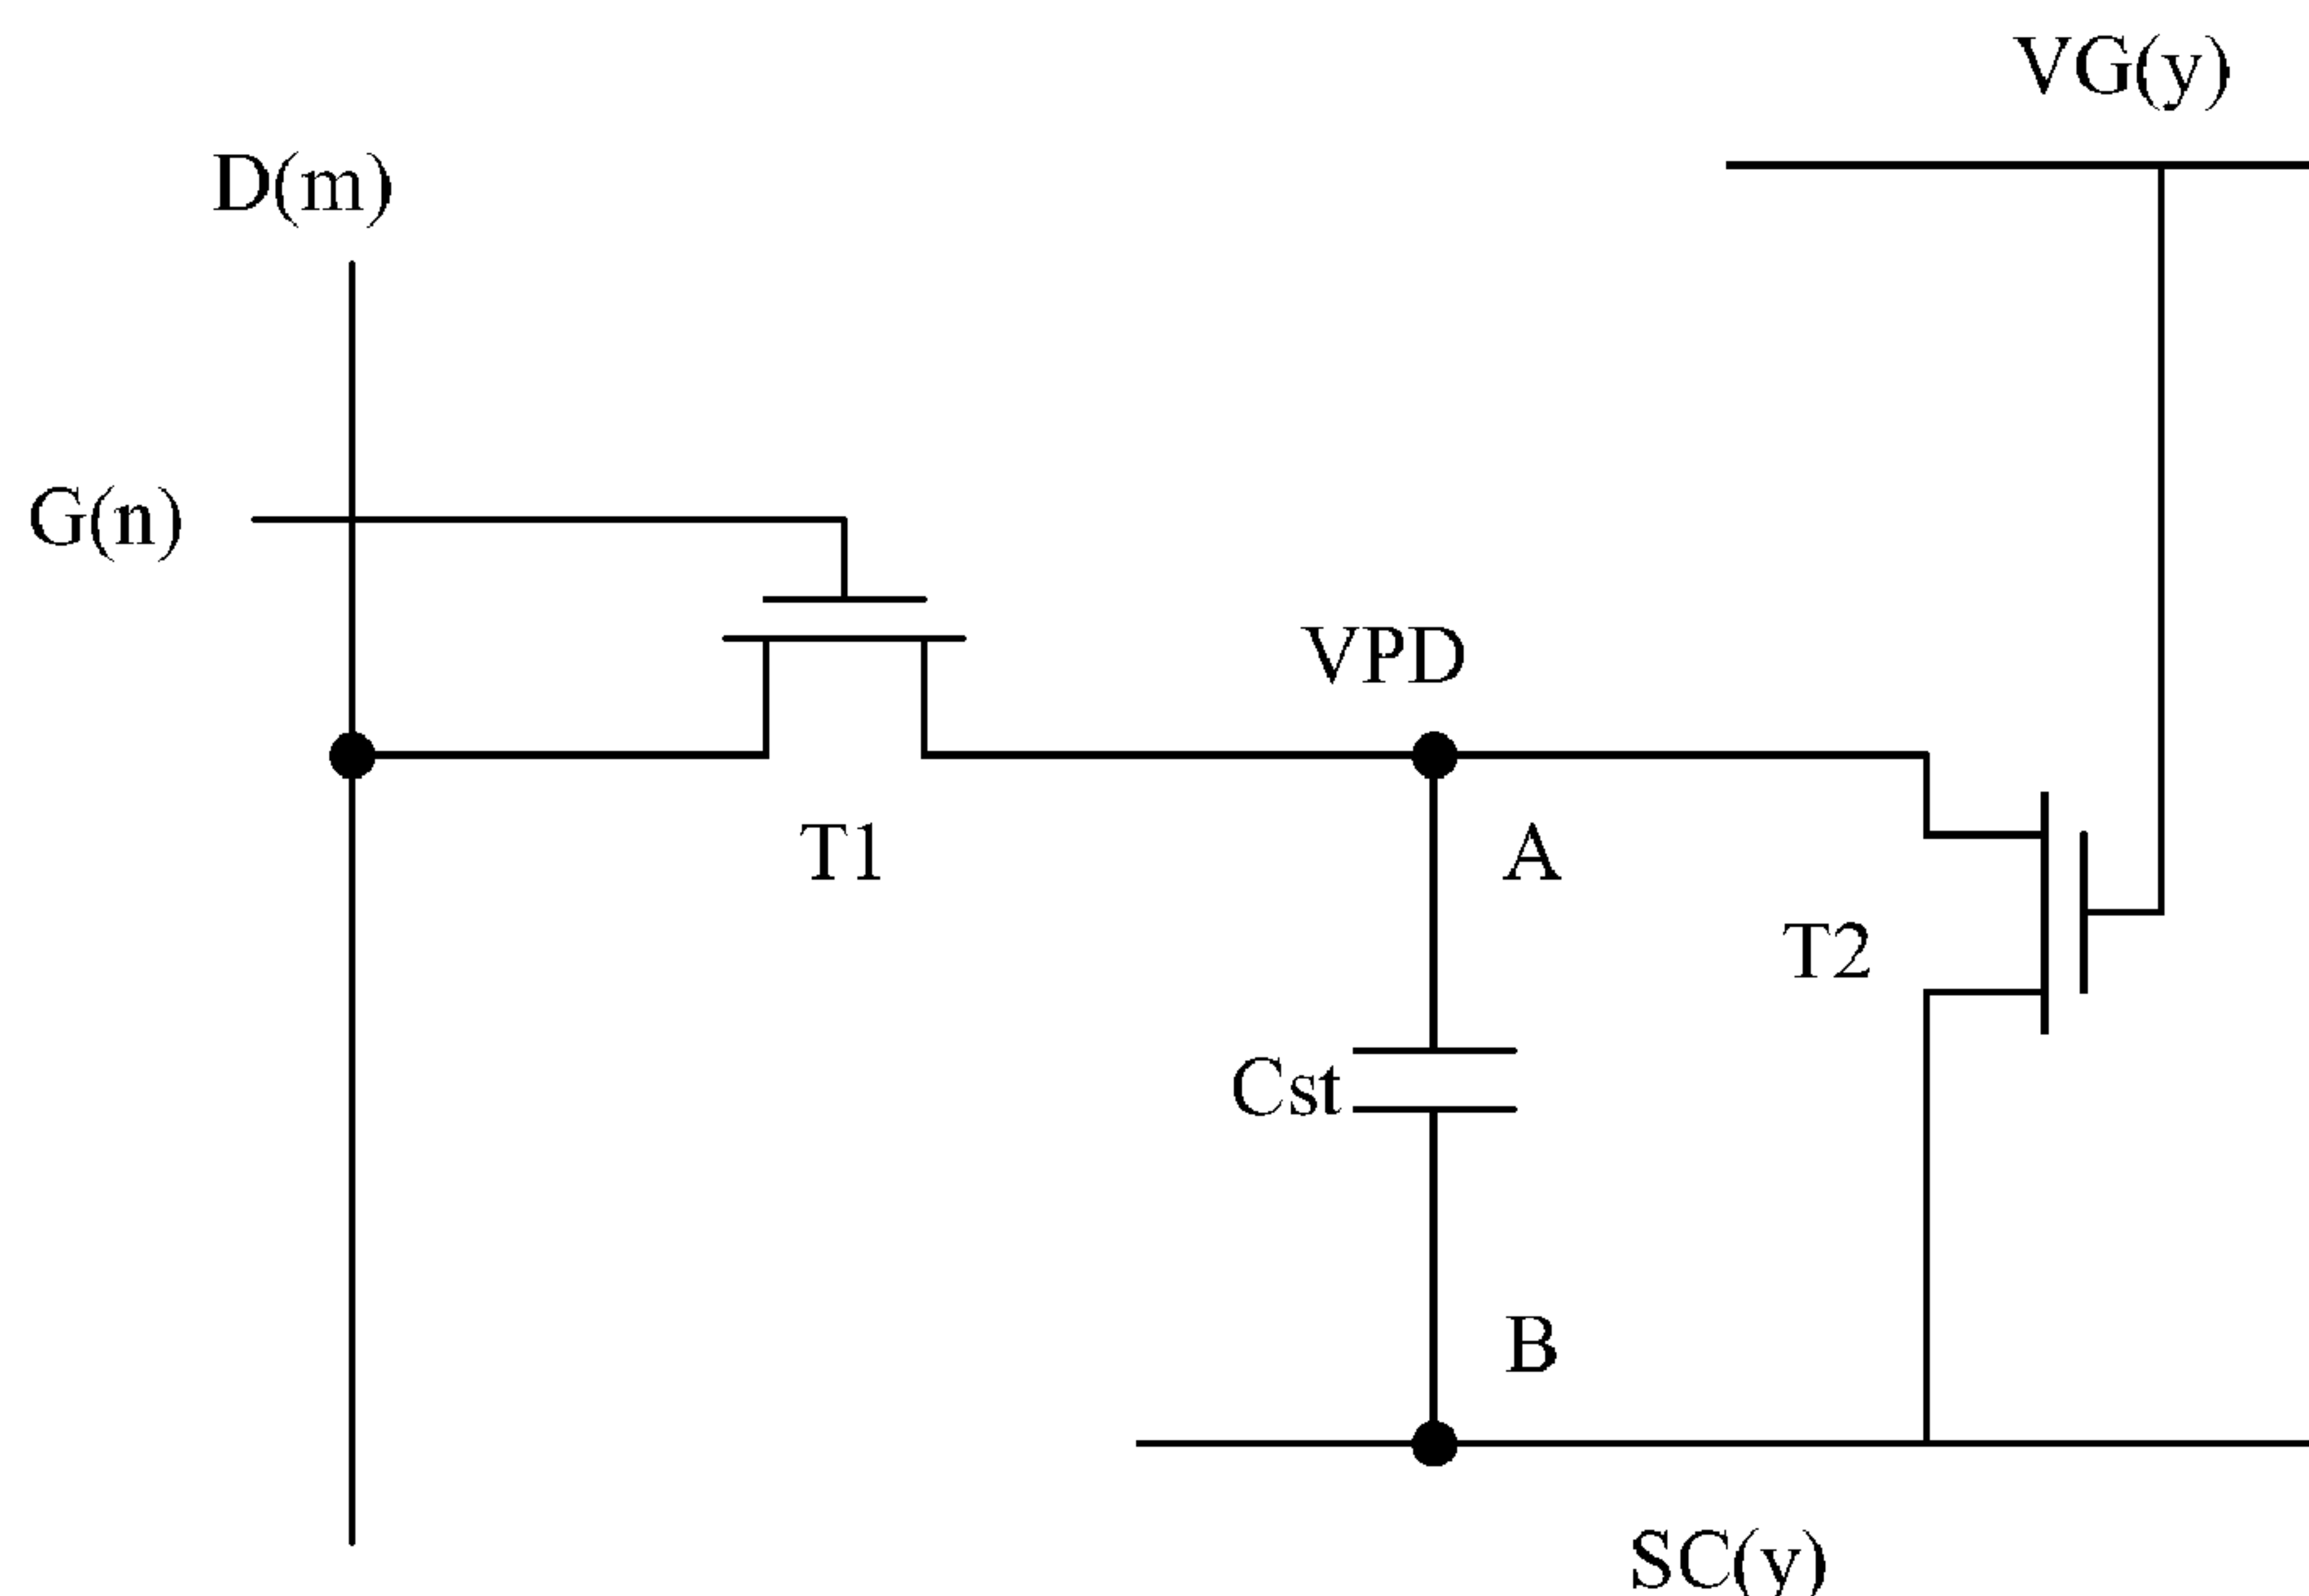 VG(y)
D(m)
G(n)
VPD
T1
A
T2
Cst
B
SC(y)